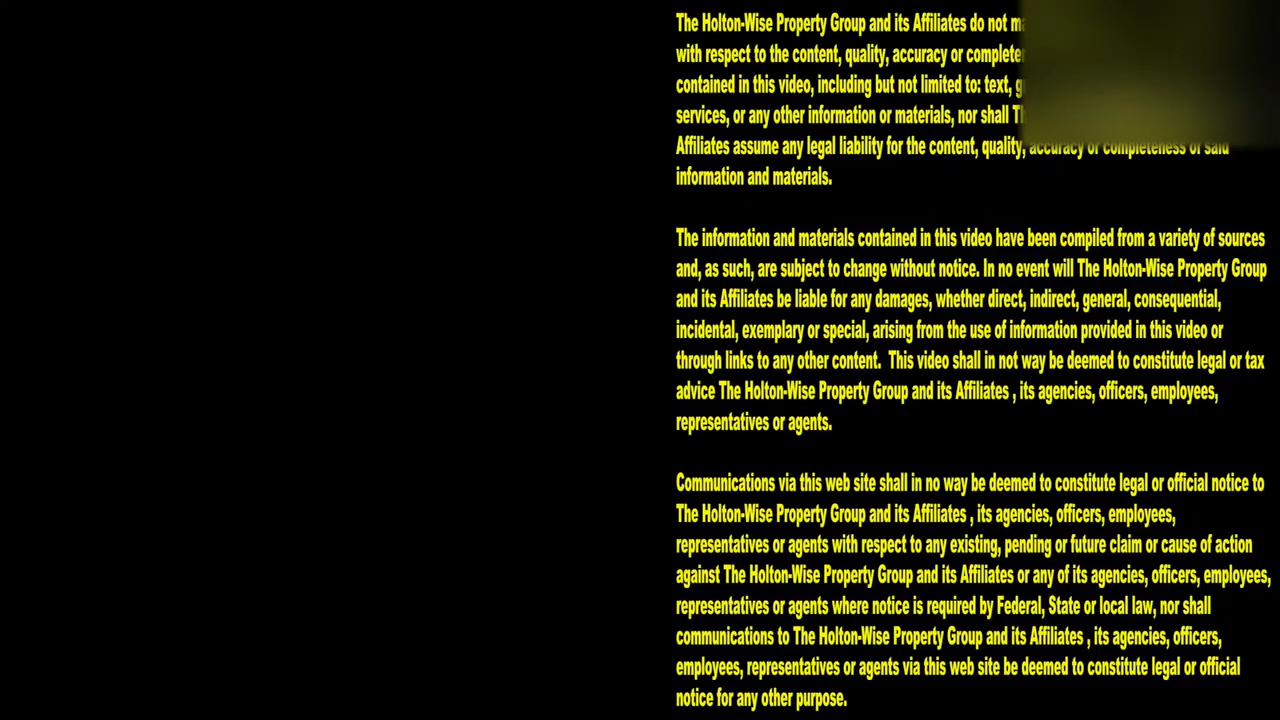 The Holton-Wise Property Group and its Affiliates do not
with respect to the content, quality, accuracy or
contained in this video, including but not limited to: text,
services, or any other information or materials, nor shall
Affiliates assume any legal liability for the content, quality, accuracy or completeness of said
information and materials.
The information and materials contained in this video have been compiled from a variety of sources
and, as such, are subject to change without notice. In no event will The Holton-Wise Property Group
and its Affiliates be liable for any damages, whether direct, indirect, general, consequential,
incidental, exemplary or special, arising from the use of information provided in this video or
through links to any other content. This video shall in not way be deemed to constitute legal or tax
advice The Holton-Wise Property Group and its Affiliates , its agencies, officers, employees,
representatives or agents.
Communications via this web site shall in no way be deemed to constitute legal or official notice to
The Holton-Wise Property Group and its Affiliates , its agencies, officers, employees,
representatives or agents with respect to any existing, pending or future claim or cause of action
against The Holton-Wise Property Group and its Affiliates or any of its agencies, officers, employees,
representatives or agents where notice is required by Federal, State or local law, nor shall
communications to The Holton-Wise Property Group and its Affiliates , its agencies, officers,
employees, representatives or agents via this web site be deemed to constitute legal or official
notice for any other purpose.